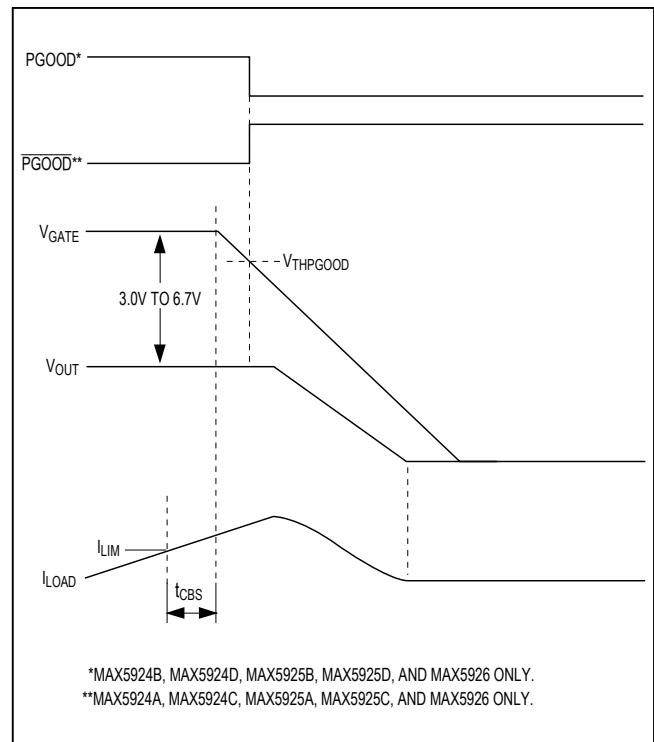 PGOOD*
PGOOD**
VGATE
VTHPGOOD
3.0V TO 6.7V
VOUT
ILIM
ILOAD
tCBS
*MAX5924B, MAX5924D, MAX5925B, MAX5925D, AND MAX5926 ONLY.
**MAX5924A, MAX5924C, MAX5925A, MAX5925C, AND MAX5926 ONLY.